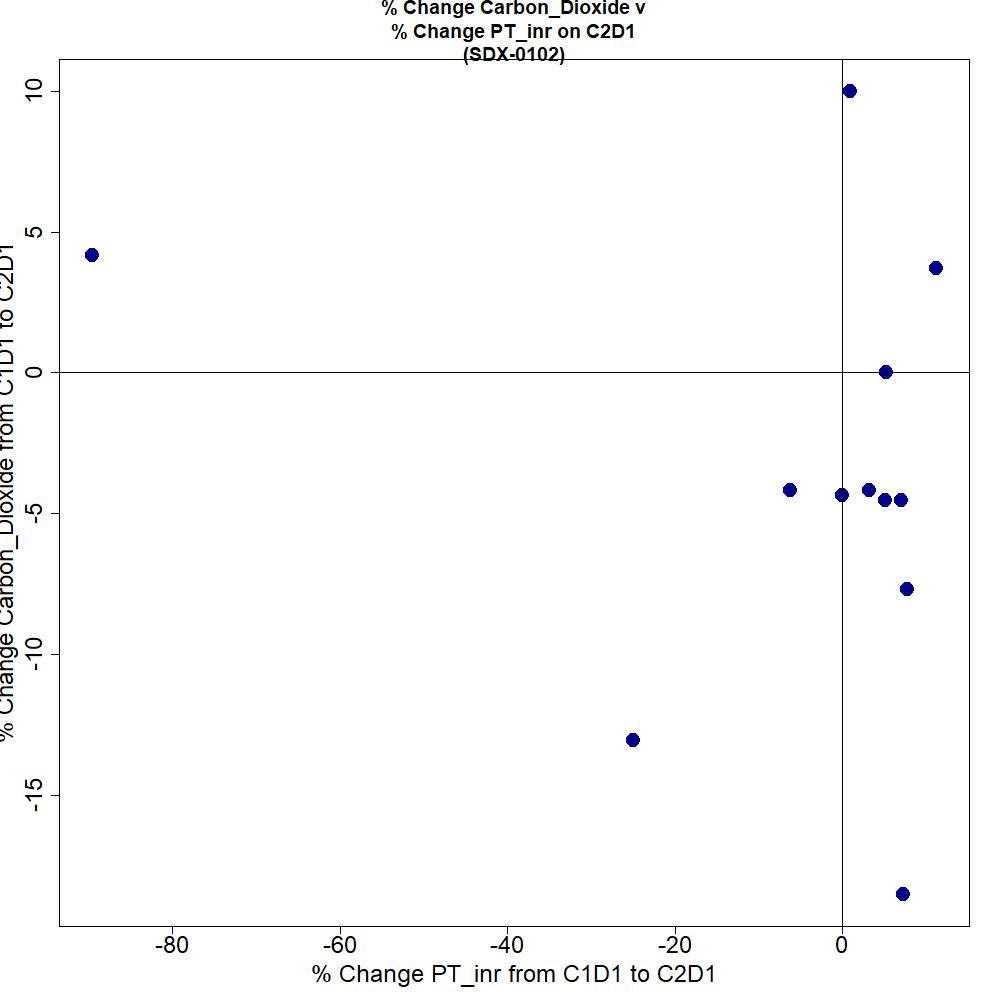 % Change Carbon_Dioxide v
% Change PT_inr on C2D1
(SDX-0102)
% Change Carbon_Dioxide from C1D1 to C2D1
10
5
0
-5
-10
-15
-80
-60
-40
-20
0
% Change PT_inr from C1D1 to C2D1